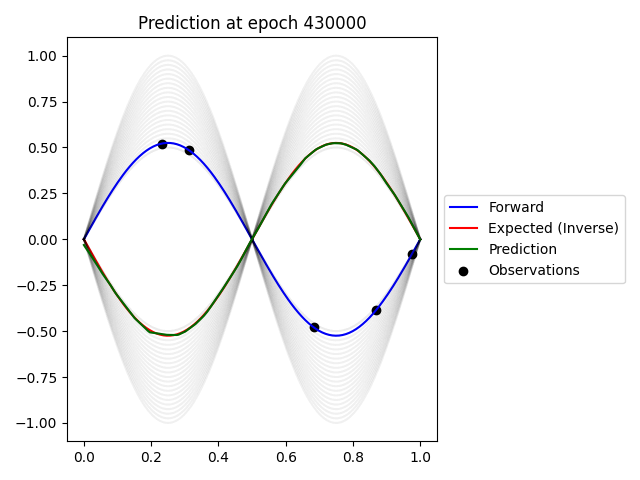 Prediction at epoch 430000
1.00
0.75
0.50
0.25
0.00
−0.25
−0.50
−0.75
−1.00
0.0 0.2 0.4 0.6 0.8 1.0
Forward
Expected (Inverse)
Prediction
Observations